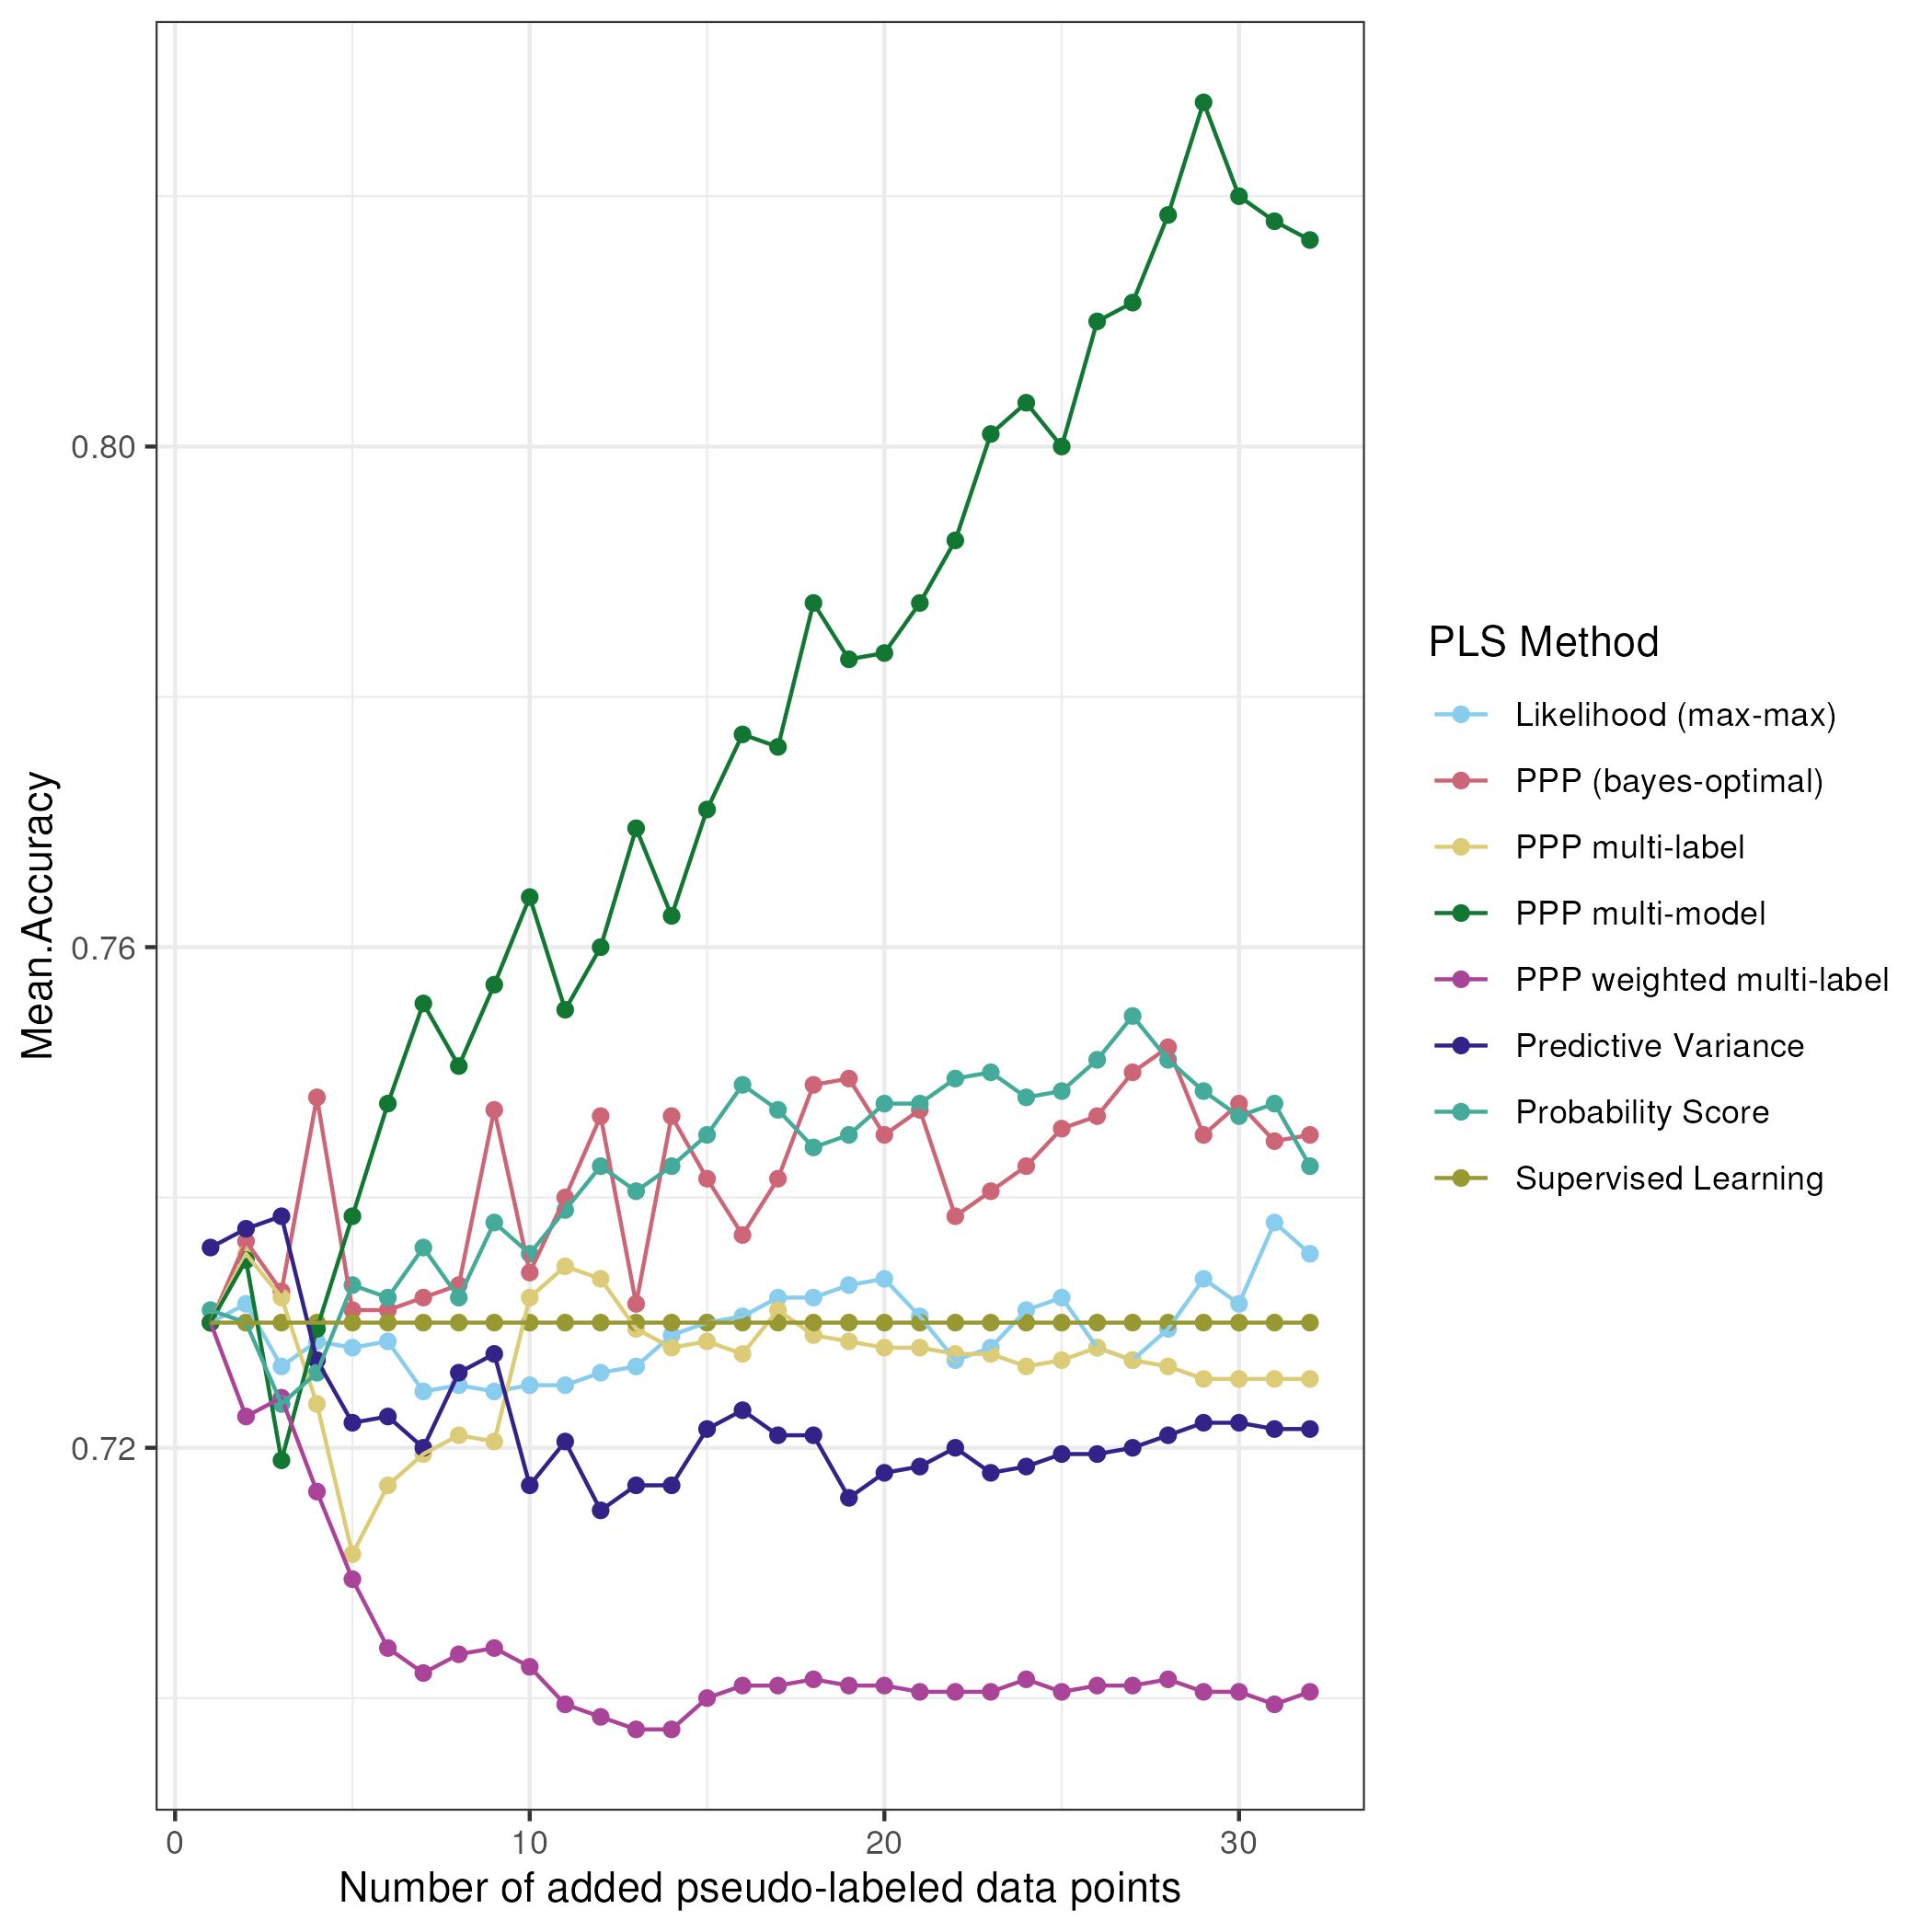 0.80
0.76
0.72
Mean.Accuracy
0 10 20 30
Number of added pseudo-labeled data points
PLS Method
Likelihood (max-max)
PPP (bayes-optimal)
PPP multi-label
PPP multi-model
PPP weighted multi-label
Predictive Variance
Probability Score
Supervised Learning